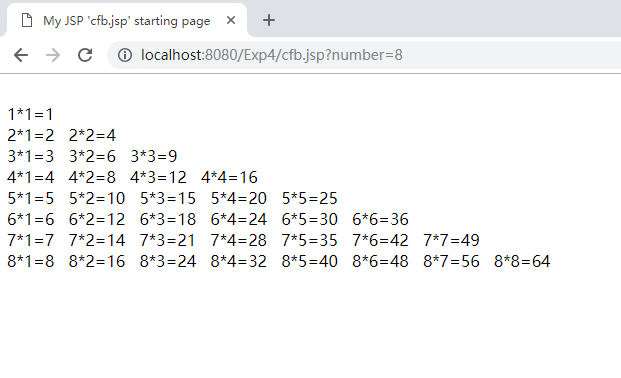 My JSP 'cfb.jsp' starting page
localhost:8080/Exp4/cfb.jsp?number=8
1*1=1
2*1=2 2*2=4
3*1=3 3*2=6 3*3=9
4*1=4 4*2=8 4*3=12 4*4=16
5*1=5 5*2=10 5*3=15 5*4=20 5*5=25
6*1=6 6*2=12 6*3=18 6*4=24 6*5=30 6*6=36
7*1=7 7*2=14 7*3=21 7*4=28 7*5=35 7*6=42 7*7=49
8*1=8 8*2=16 8*3=24 8*4=32 8*5=40 8*6=48 8*7=56 8*8=64